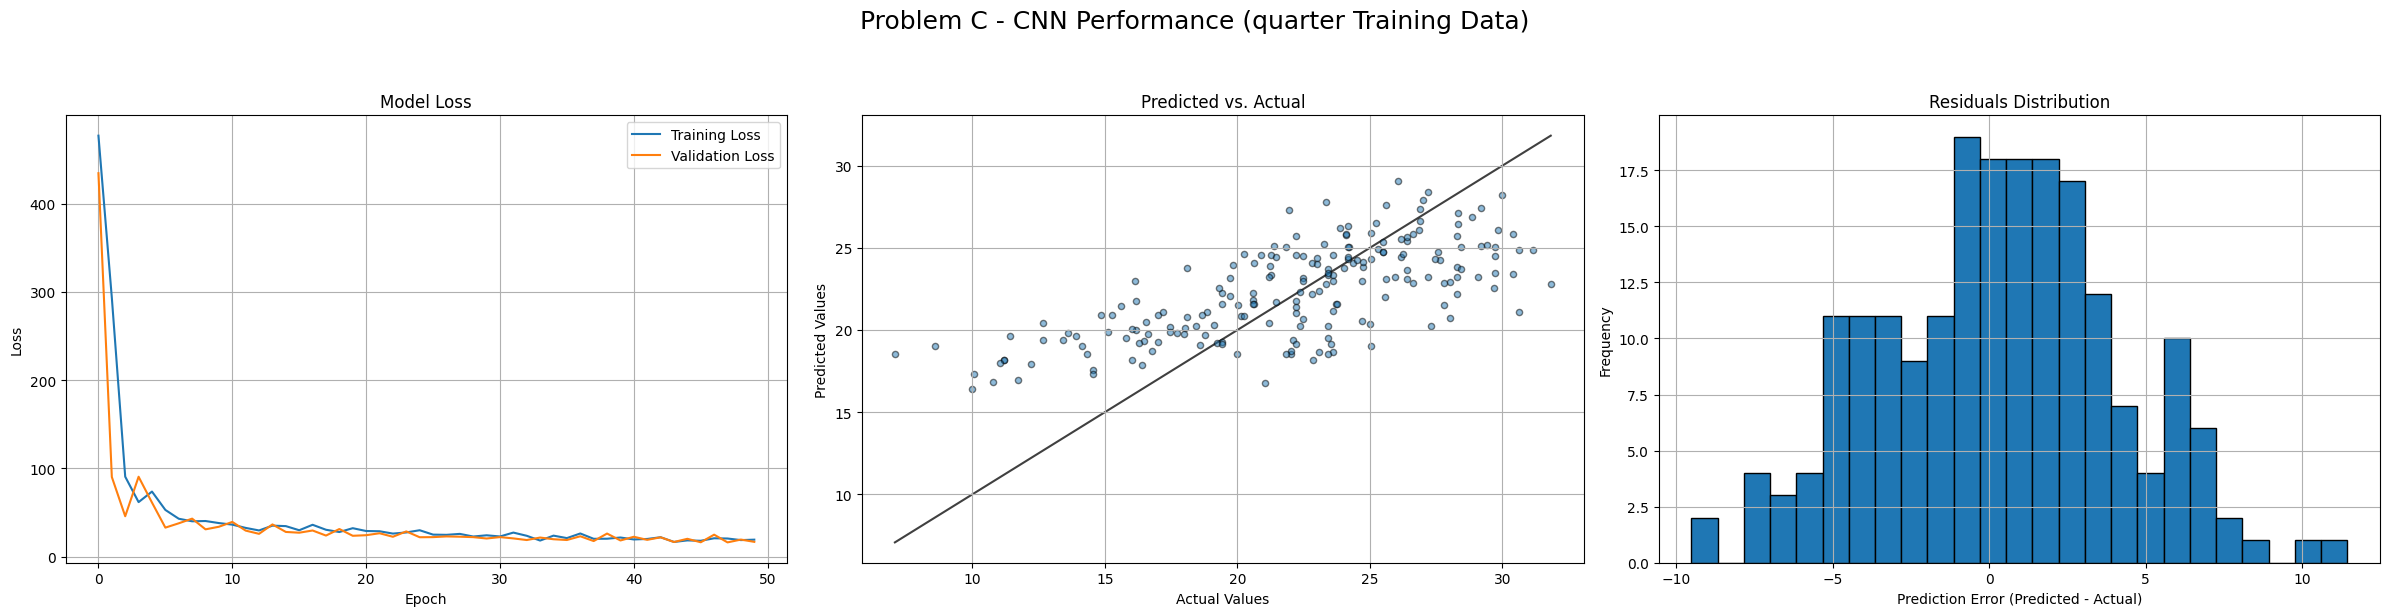 Problem C - CNN Performance (quarter Training Data)
Model Loss
Training Loss
Validation Loss
400
300
200
100
0
Loss
0 10 20 30 40 50
Epoch
Predicted vs. Actual
30
25
20
15
10
Predicted Values
10 15 20 25 30
Actual Values
Residuals Distribution
17.5
15.0
12.5
10.0
7.5
5.0
2.5
0.0
Frequency
−10 −5 0 5 10
Prediction Error (Predicted - Actual)